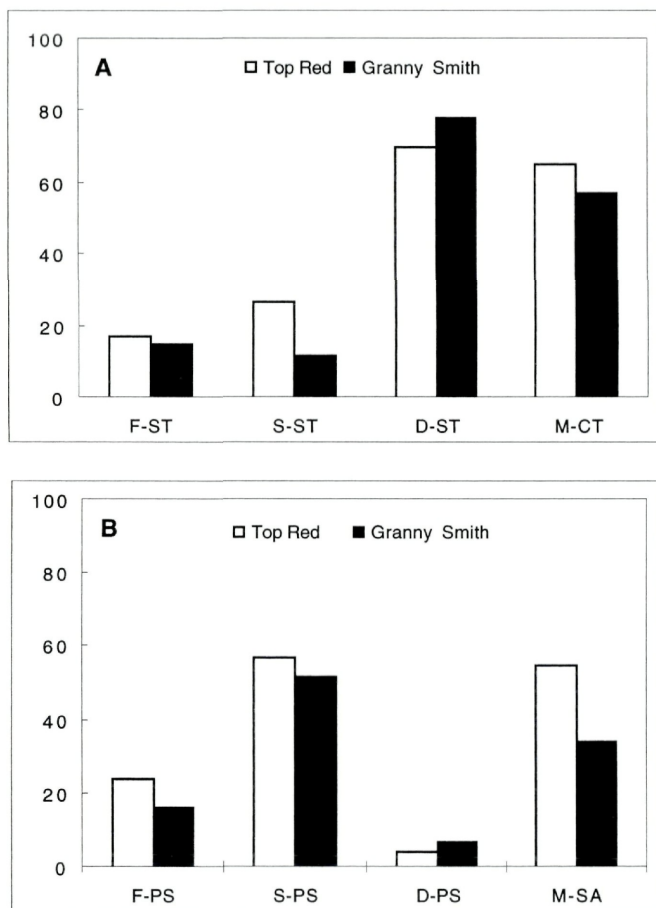 100
A
Top Red Granny Smith
80
60
40
20
0
F-ST S-ST D-ST M-CT
100
B
Top Red Granny Smith
80
60
40
20
0
F-PS S-PS D-PS M-SA